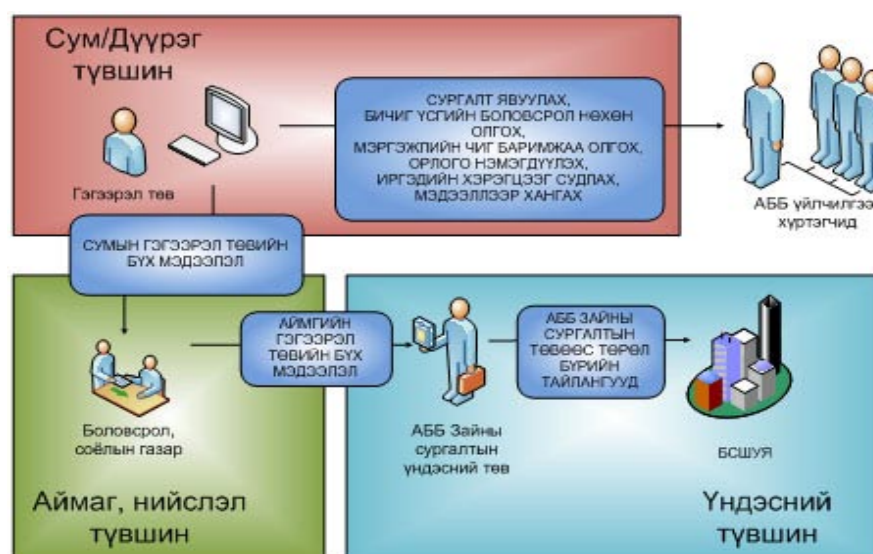 Сум/Дүүрэг
түвшин
Гэгээрэл төв
СУРГАЛТ ЯВУУЛАХ,
БИЧИГ ҮСГИЙН БОЛОВСРОЛ НӨХӨН
ОЛГОХ,
МЭРГЭЖЛИЙН ЧИГ БАРИМЖАА ОЛГОХ,
ОРЛОГО НЭМЭГДҮҮЛЭХ,
ИРГЭДИЙН ХЭРЭГЦЭЭГ СУДЛАХ,
МЭДЭЭЛЛЭЭР ХАНГАХ
АББ үйлчилгээ
хүртэгчид
СУМЫН ГЭГЭЭРЭЛ ТӨВИЙН
БҮХ МЭДЭЭЛЭЛ
АЙМГИЙН
ГЭГЭЭРЭЛ
ТӨВИЙН БҮХ
МЭДЭЭЛЭЛ
АББ ЗАЙНЫ
СУРГАЛТЫН
ТӨВӨӨС ТӨРӨЛ
БҮРИЙН
ТАЙЛАНГУУД
Боловсрол,
соёлын газар
АББ Зайны
сургалтын
үндэсний төв
БСШУЯ
Аймаг, нийслэл
түвшин
Үндэсний
түвшин